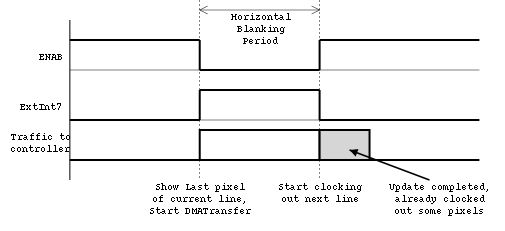 Horizontal
Blanking
Period
ENAB
ExtInt7
Traffic to
controller
Show Last pixel
of current line,
Start DMATransfer
Start clocking
out next line
Update completed,
already clocked
out some pixels